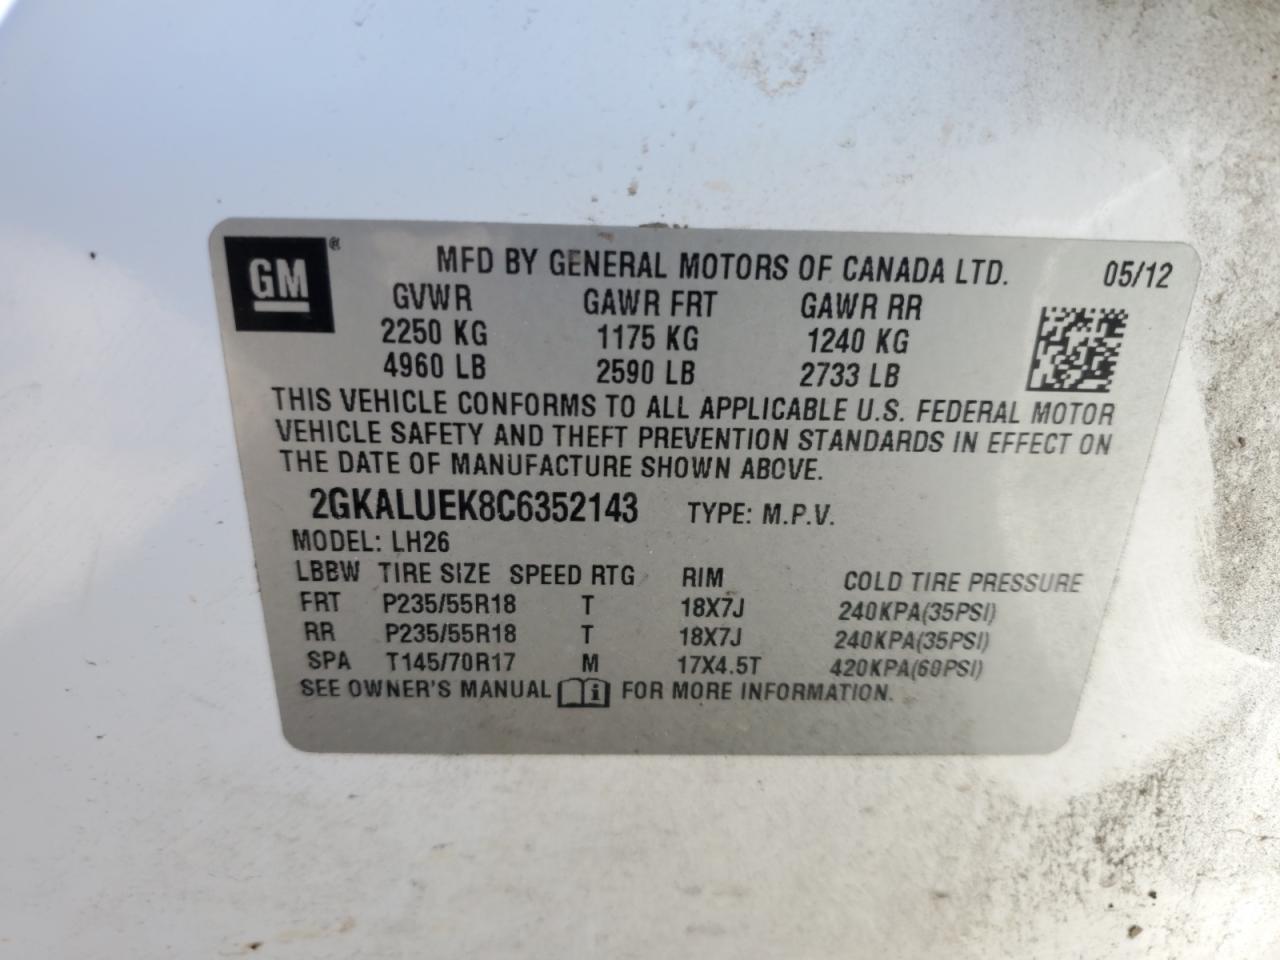 GM ® MFD BY GENERAL MOTORS OF CANADA LTD. 05/12
GVWR GAWR FRT GAWR RR
2250 KG 1175 KG 1240 KG
4960 LB 2590 LB 2733 LB
THIS VEHICLE CONFORMS TO ALL APPLICABLE U.S. FEDERAL MOTOR
VEHICLE SAFETY AND THEFT PREVENTION STANDARDS IN EFFECT ON
THE DATE OF MANUFACTURE SHOWN ABOVE.
2GKALUEK8C6352143 TYPE: M.P.V.
MODEL: LH26
LBBW TIRE SIZE SPEED RTG RIM COLD TIRE PRESSURE
FRT P235/55R18 T 18X7J 240KPA(35PSI)
RR P235/55R18 T 18X7J 240KPA(35PSI)
SPA T145/70R17 M 17X4.5T 420KPA(60PSI)
SEE OWNER'S MANUAL i FOR MORE INFORMATION.